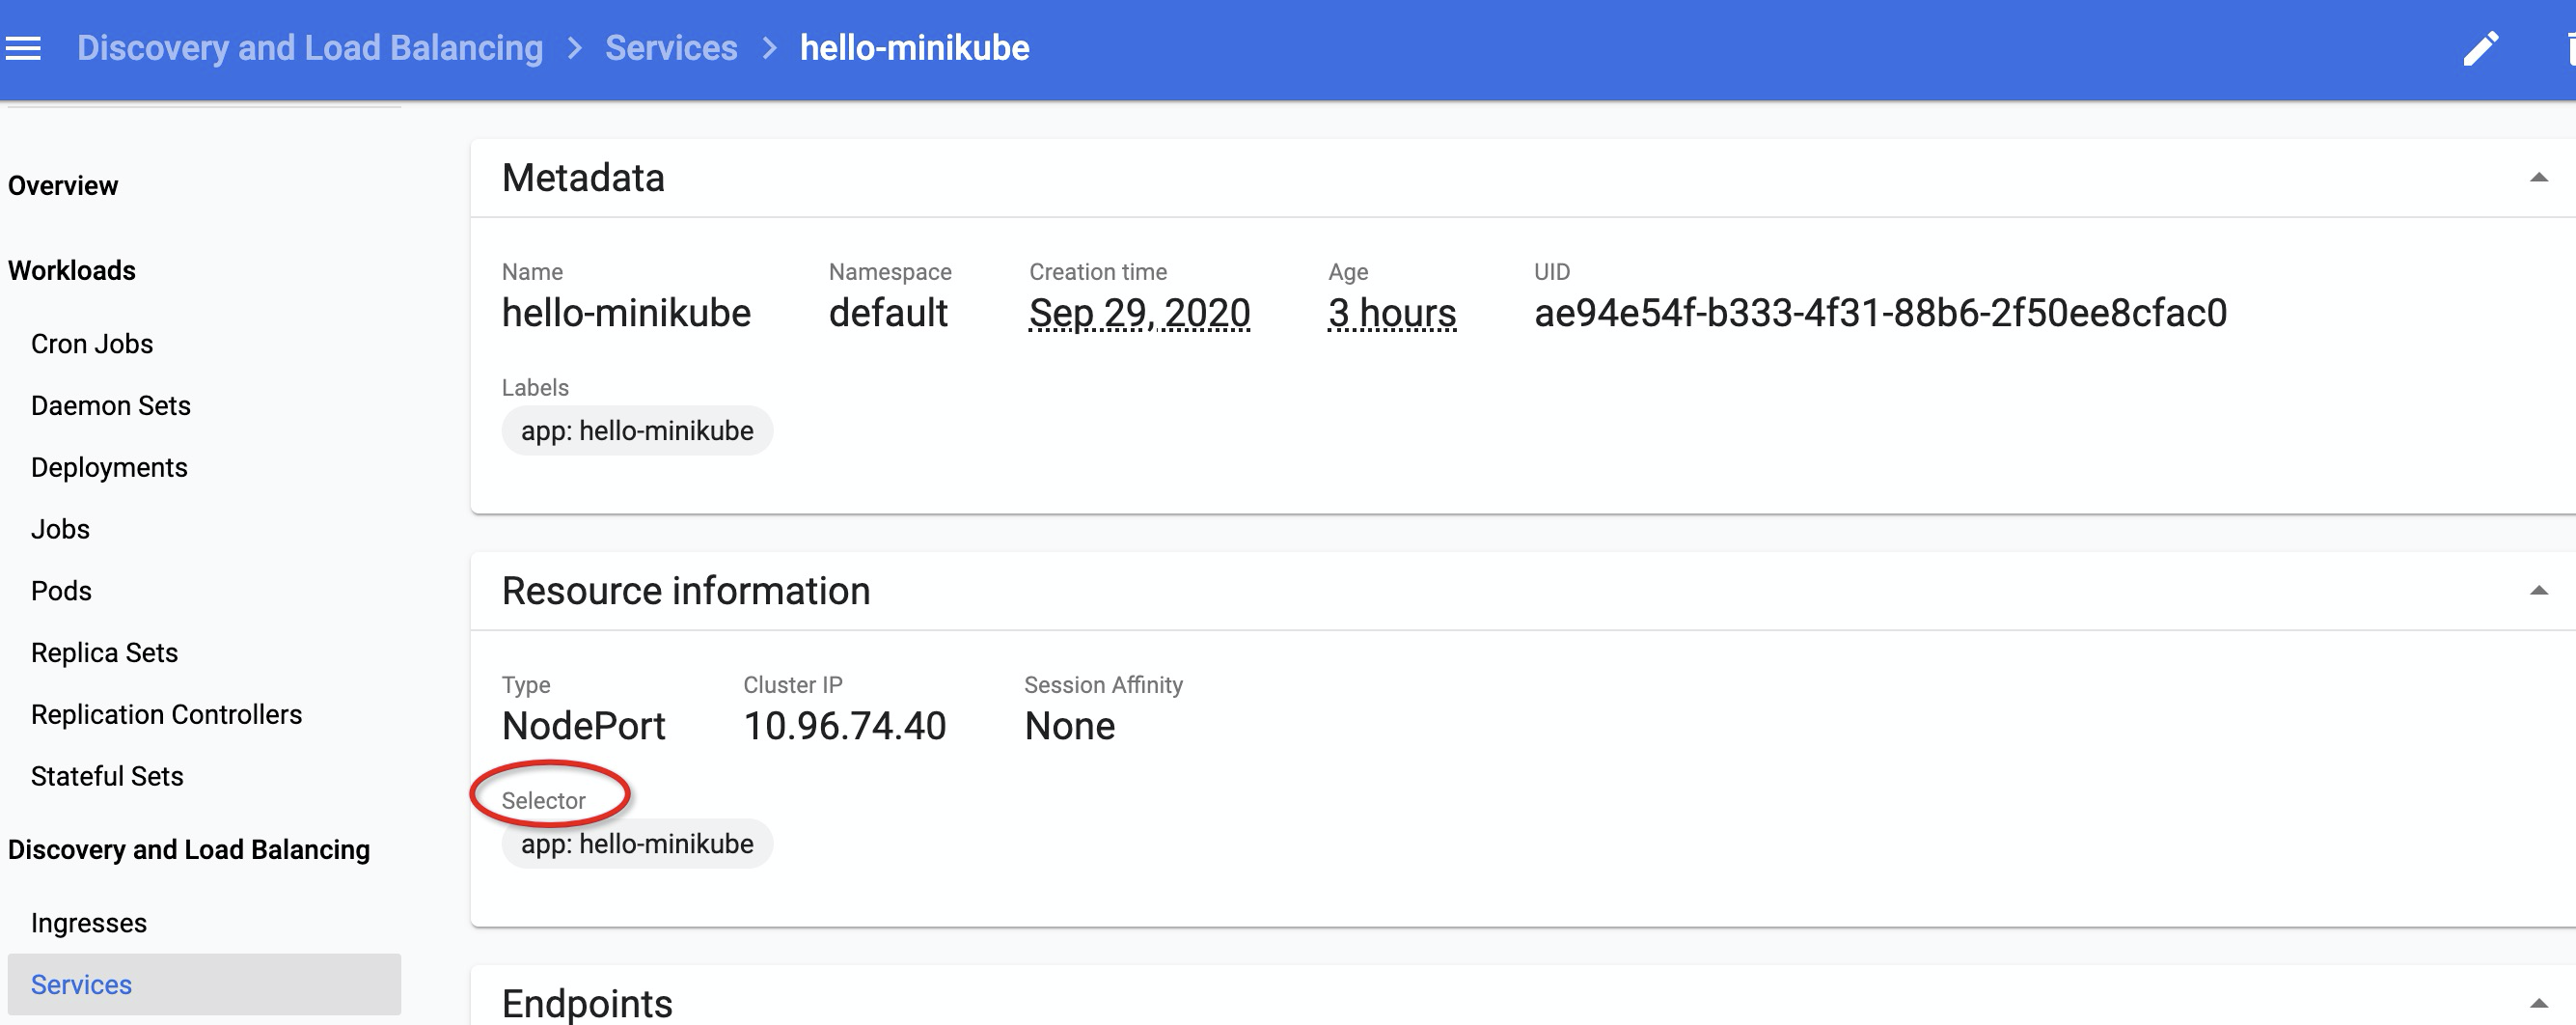 Discovery and Load Balancing > Services > hello-minikube
Overview
Workloads
Cron Jobs
Daemon Sets
Deployments
Jobs
Pods
Replica Sets
Replication Controllers
Stateful Sets
Discovery and Load Balancing
Ingresses
Services
Metadata
Name Namespace Creation time Age UID
hello-minikube default Sep 29, 2020 3 hours ae94e54f-b333-4f31-88b6-2f50ee8cfac0
Labels
app: hello-minikube
Resource information
Type Cluster IP Session Affinity
NodePort 10.96.74.40 None
Selector
app: hello-minikube
Endpoints